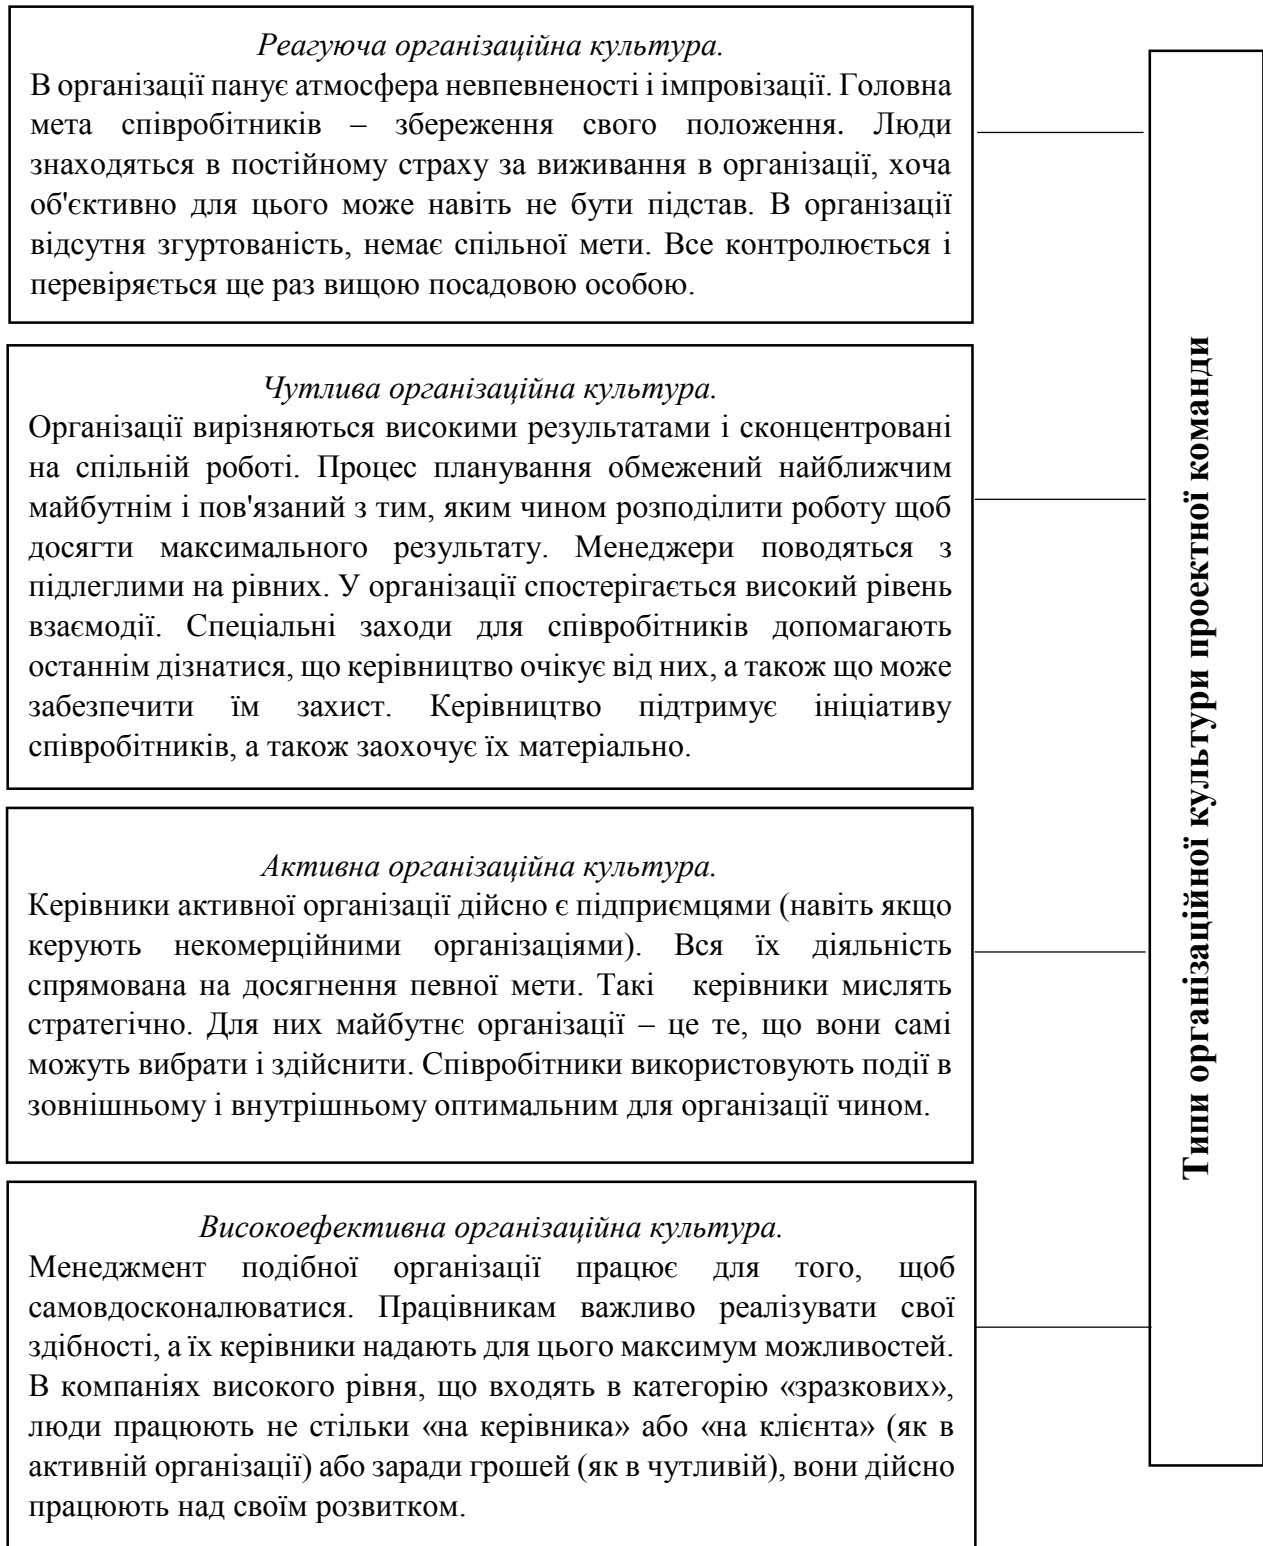 Реагуюча організаційна культура.
В організації панує атмосфера невпевненості і імпровізації. Головна
мета співробітників – збереження свого положення. Люди
знаходяться в постійному страху за виживання в організації, хоча
об'єктивно для цього може навіть не бути підстав. В організації
відсутня згуртованість, немає спільної мети. Все контролюється і
перевіряється ще раз вищою посадовою особою.
Чутлива організаційна культура.
Організації вирізняються високими результатами і сконцентровані
на спільній роботі. Процес планування обмежений найближчим
майбутнім і пов'язаний з тим, яким чином розподілити роботу щоб
досягти максимального результату. Менеджери поводяться з
підлеглими на рівних. У організації спостерігається високий рівень
взаємодії. Спеціальні заходи для співробітників допомагають
останнім дізнатися, що керівництво очікує від них, а також що може
забезпечити їм захист. Керівництво підтримує ініціативу
співробітників, а також заохочує їх матеріально.
Активна організаційна культура.
Керівники активної організації дійсно є підприємцями (навіть якщо
керують некомерційними організаціями). Вся їх діяльність
спрямована на досягнення певної мети. Такі керівники мислять
стратегічно. Для них майбутнє організації – це те, що вони самі
можуть вибрати і здійснити. Співробітники використовують події в
зовнішньому і внутрішньому оптимальним для організації чином.
Високоефективна організаційна культура.
Менеджмент подібної організації працює для того, щоб
самовдосконалюватися. Працівникам важливо реалізувати свої
здібності, а їх керівники надають для цього максимум можливостей.
В компаніях високого рівня, що входять в категорію «зразкових»,
люди працюють не стільки «на керівника» або «на клієнта» (як в
активній організації) або заради грошей (як в чутливій), вони дійсно
працюють над своїм розвитком.
Типи організаційної культури проектної команди